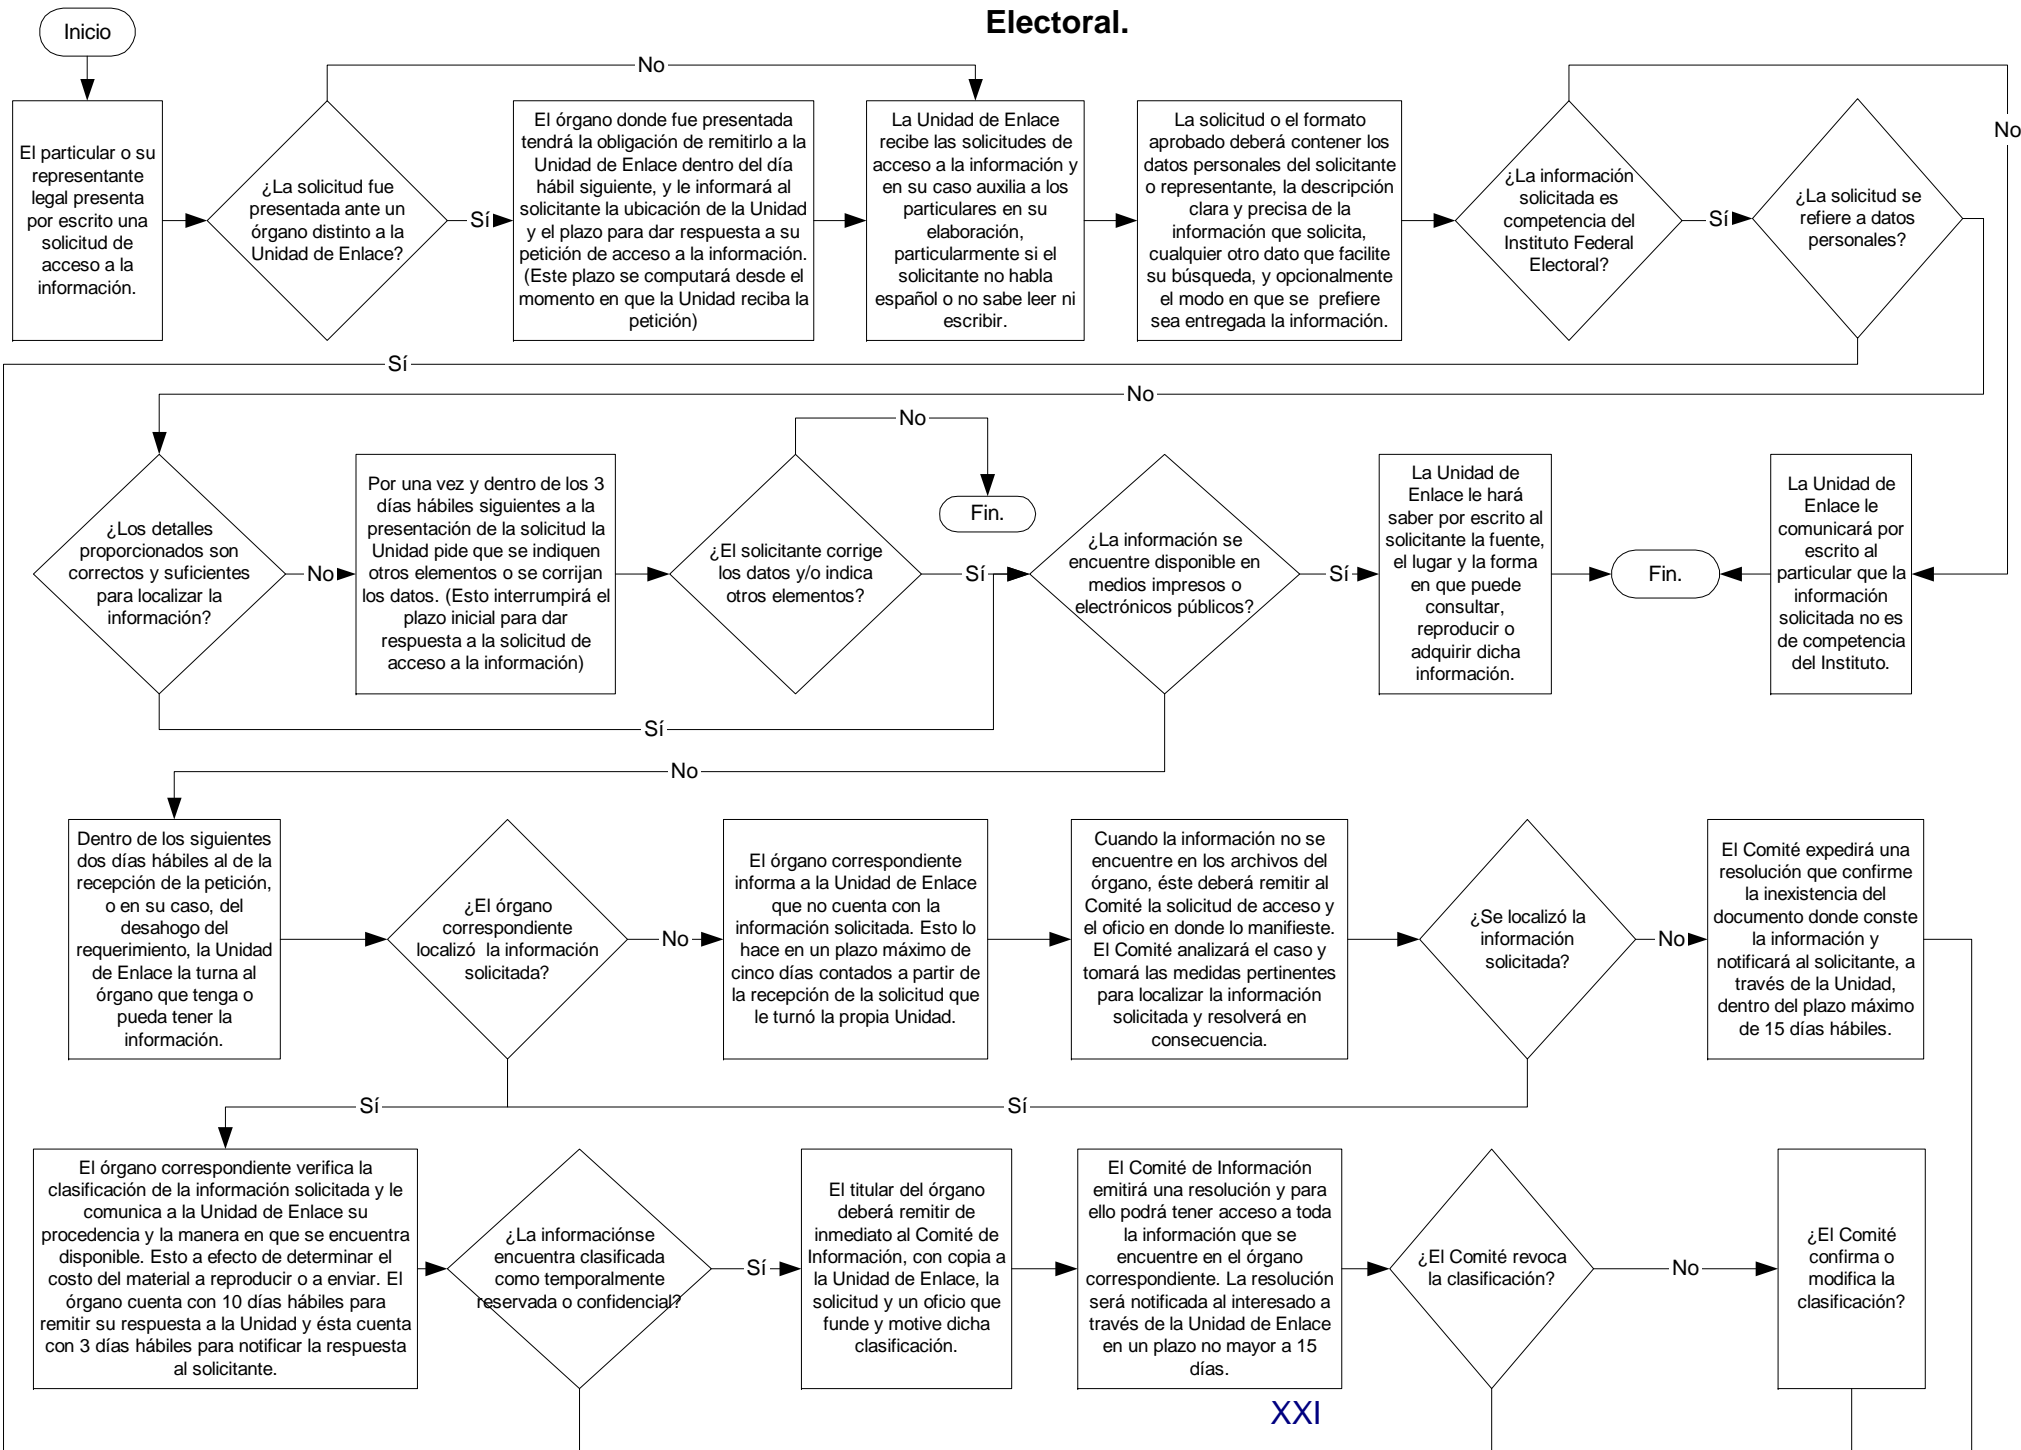 Electoral.
Inicio
No
No
El particular o su
representante
legal presenta
por escrito una
solicitud de
acceso a la
información.
¿La solicitud fue
presentada ante un
órgano distinto a la
Unidad de Enlace?
Sí
El órgano donde fue presentada
tendrá la obligación de remitirlo a la
Unidad de Enlace dentro del día
hábil siguiente, y le informará al
solicitante la ubicación de la Unidad
y el plazo para dar respuesta a su
petición de acceso a la información.
(Este plazo se computará desde el
momento en que la Unidad reciba la
petición)
La Unidad de Enlace
recibe las solicitudes de
acceso a la información y
en su caso auxilia a los
particulares en su
elaboración,
particularmente si el
solicitante no habla
español o no sabe leer ni
escribir.
La solicitud o el formato
aprobado deberá contener los
datos personales del solicitante
o representante, la descripción
clara y precisa de la
información que solicita,
cualquier otro dato que facilite
su búsqueda, y opcionalmente
el modo en que se prefiere
sea entregada la información.
¿La información
solicitada es
competencia del
Instituto Federal
Electoral?
Sí
¿La solicitud se
refiere a datos
personales?
Sí
No
No
¿Los detalles
proporcionados son
correctos y suficientes
para localizar la
información?
No
Por una vez y dentro de los 3
días hábiles siguientes a la
presentación de la solicitud la
Unidad pide que se indiquen
otros elementos o se corrijan
los datos. (Esto interrumpirá el
plazo inicial para dar
respuesta a la solicitud de
acceso a la información)
¿El solicitante corrige
los datos y/o indica
otros elementos?
Fin.
Sí
¿La información se
encuentre disponible en
medios impresos o
electrónicos públicos?
Sí
La Unidad de
Enlace le hará
saber por escrito al
solicitante la fuente,
el lugar y la forma
en que puede
consultar,
reproducir o
adquirir dicha
información.
Fin.
La Unidad de
Enlace le
comunicará por
escrito al
particular que la
información
solicitada no es
de competencia
del Instituto.
Sí
No
Dentro de los siguientes
dos días hábiles al de la
recepción de la petición,
o en su caso, del
desahogo del
requerimiento, la Unidad
de Enlace la turna al
órgano que tenga o
pueda tener la
información.
¿El órgano
correspondiente
localizó la información
solicitada?
No
El órgano correspondiente
informa a la Unidad de Enlace
que no cuenta con la
información solicitada. Esto lo
hace en un plazo máximo de
cinco días contados a partir de
la recepción de la solicitud que
le turnó la propia Unidad.
Cuando la información no se
encuentre en los archivos del
órgano, éste deberá remitir al
Comité la solicitud de acceso y
el oficio en donde lo manifieste.
El Comité analizará el caso y
tomará las medidas pertinentes
para localizar la información
solicitada y resolverá en
consecuencia.
¿Se localizó la
información
solicitada?
No
El Comité expedirá una
resolución que confirme
la inexistencia del
documento donde conste
la información y
notificará al solicitante, a
través de la Unidad,
dentro del plazo máximo
de 15 días hábiles.
Sí
Sí
El órgano correspondiente verifica la
clasificación de la información solicitada y le
comunica a la Unidad de Enlace su
procedencia y la manera en que se encuentra
disponible. Esto a efecto de determinar el
costo del material a reproducir o a enviar. El
órgano cuenta con 10 días hábiles para
remitir su respuesta a la Unidad y ésta cuenta
con 3 días hábiles para notificar la respuesta
al solicitante.
¿La informaciónse
encuentra clasificada
como temporalmente
reservada o confidencial?
Sí
El titular del órgano
deberá remitir de
inmediato al Comité de
Información, con copia a
la Unidad de Enlace, la
solicitud y un oficio que
funde y motive dicha
clasificación.
El Comité de Información
emitirá una resolución y para
ello podrá tener acceso a toda
la información que se
encuentre en el órgano
correspondiente. La resolución
será notificada al interesado a
través de la Unidad de Enlace
en un plazo no mayor a 15
días.
¿El Comité revoca
la clasificación?
No
¿El Comité
confirma o
modifica la
clasificación?
XXI